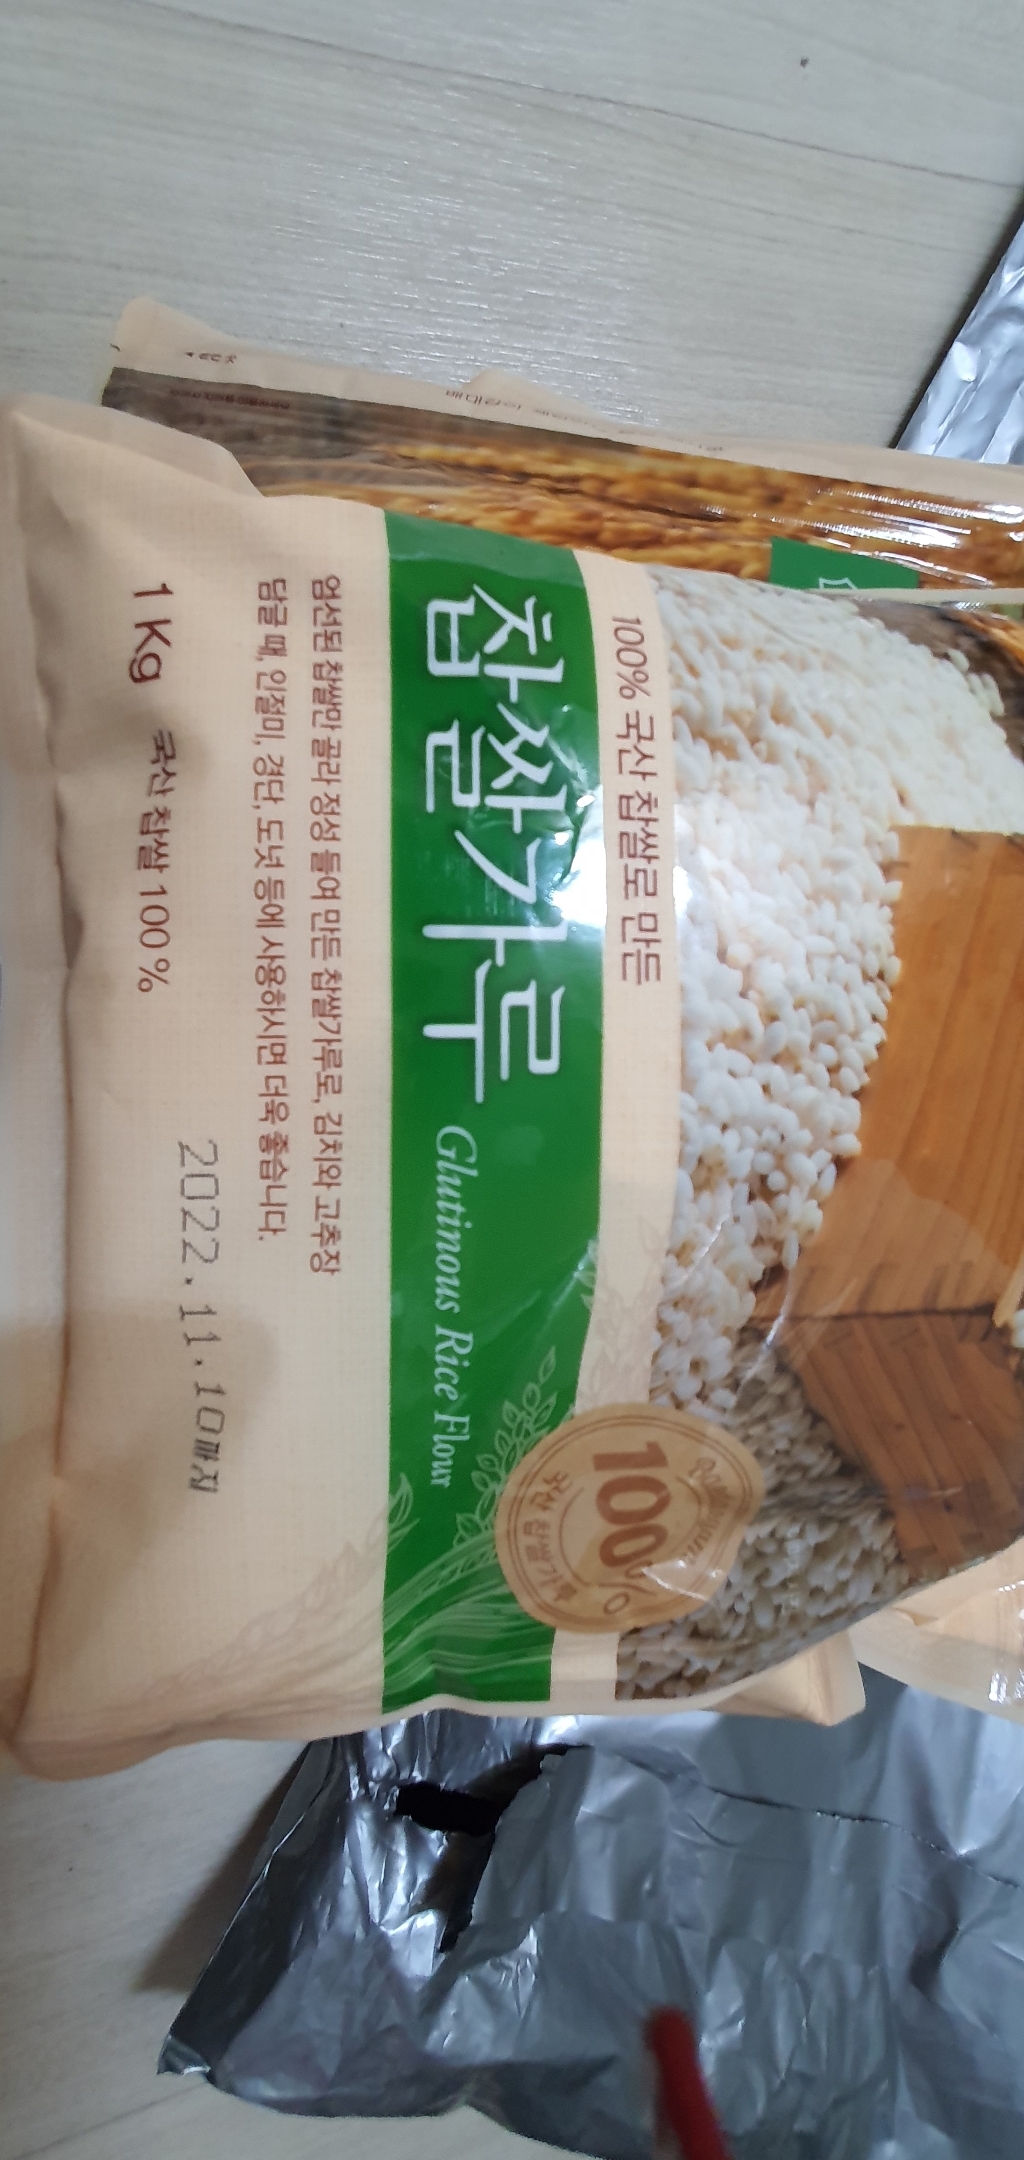 100% 국산 찹쌀로 만든
찹쌀가루 Glutinous Rice Flour
100%
국산 찹쌀
엄선된 찹쌀만 골라 정성 들여 만든 찹쌀가루로, 김치와 고추장
담글 때, 인절미, 경단, 도넛 등에 사용하시면 더욱 좋습니다.
2022.11.10까지
1 Kg 국산 찹쌀 100 %